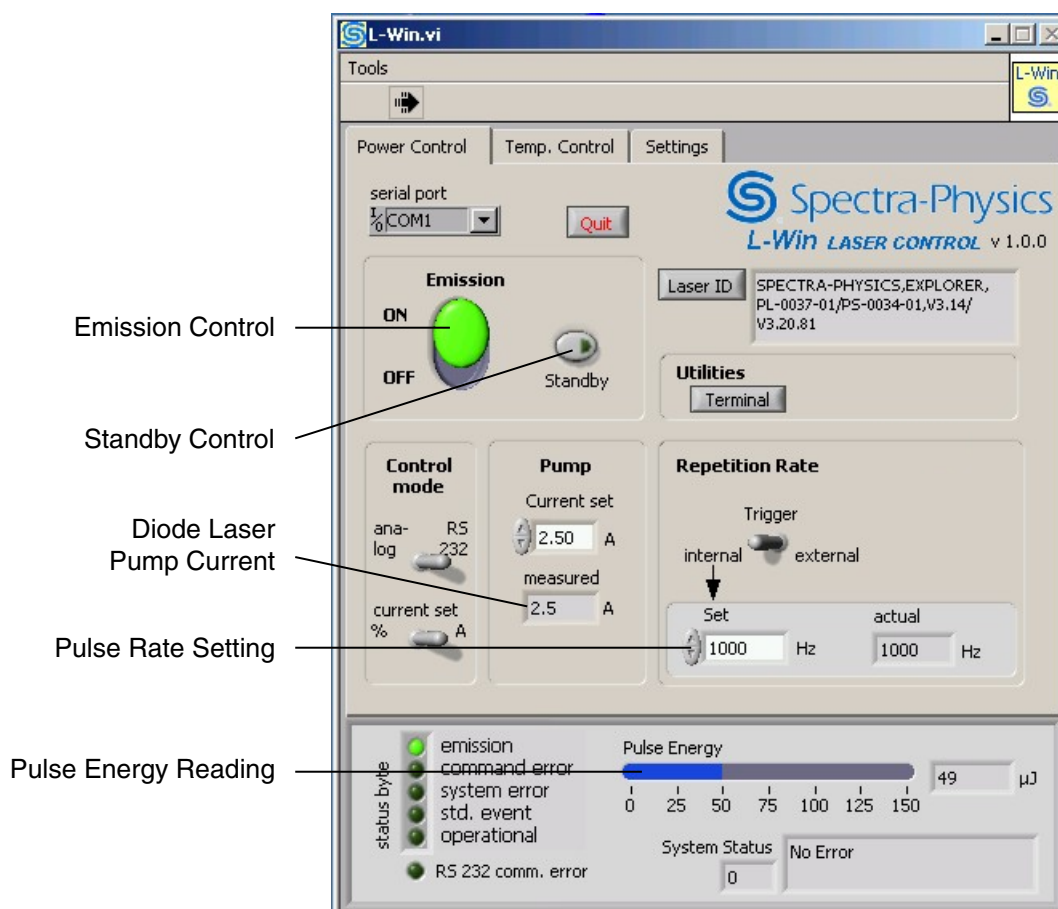 L-Win.vi
Tools
L-Win
Power Control
Temp. Control
Settings
serial port
I/O COM1
Quit
Spectra-Physics
L-Win LASER CONTROL v 1.0.0
Emission
ON
OFF
Standby
Laser ID
SPECTRA-PHYSICS,EXPLORER,
PL-0037-01/PS-0034-01,V3.14/
V3.20.81
Utilities
Terminal
Emission Control
Standby Control
Diode Laser
Pump Current
Pulse Rate Setting
Pulse Energy Reading
Control
mode
ana- RS
log 232
current set
% A
Pump
Current set
2.50 A
measured
2.5 A
Repetition Rate
Trigger
internal external
Set actual
1000 Hz 1000 Hz
status byte
emission
command error
system error
std. event
operational
RS 232 comm. error
Pulse Energy
49 µJ
0 25 50 75 100 125 150
System Status
0
No Error